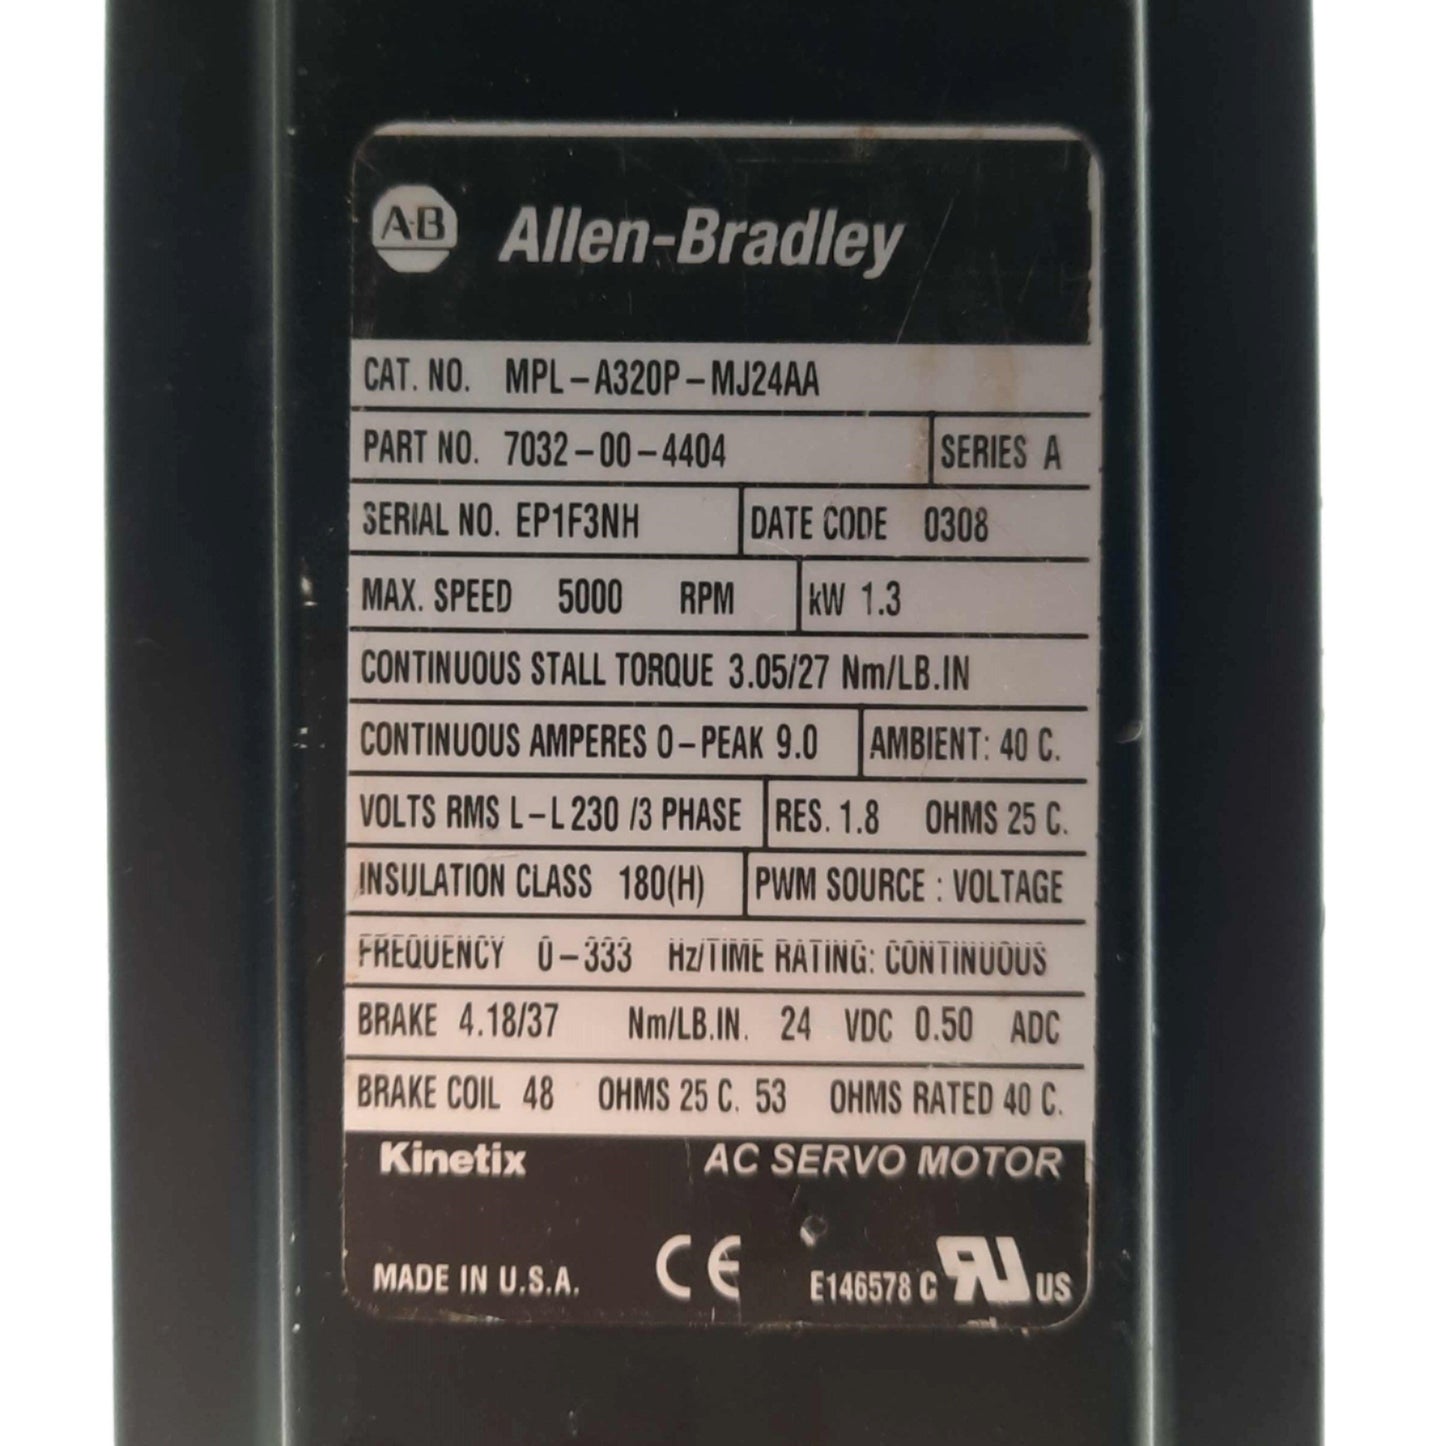 A-B Allen-Bradley
CAT. NO. MPL-A320P-MJ24AA
PART NO. 7032-00-4404 SERIES A
SERIAL NO. EP1F3NH DATE CODE 0308
MAX. SPEED 5000 RPM kW 1.3
CONTINUOUS STALL TORQUE 3.05/27 Nm/LB.IN
CONTINUOUS AMPERES 0-PEAK 9.0 AMBIENT: 40 C.
VOLTS RMS L-L 230 /3 PHASE RES. 1.8 OHMS 25 C.
INSULATION CLASS 180(H) PWM SOURCE : VOLTAGE
FREQUENCY 0-333 Hz/TIME RATING: CONTINUOUS
BRAKE 4.18/37 Nm/LB.IN. 24 VDC 0.50 ADC
BRAKE COIL 48 OHMS 25 C. 53 OHMS RATED 40 C.
Kinetix AC SERVO MOTOR
MADE IN U.S.A. CE E146578 C RU US